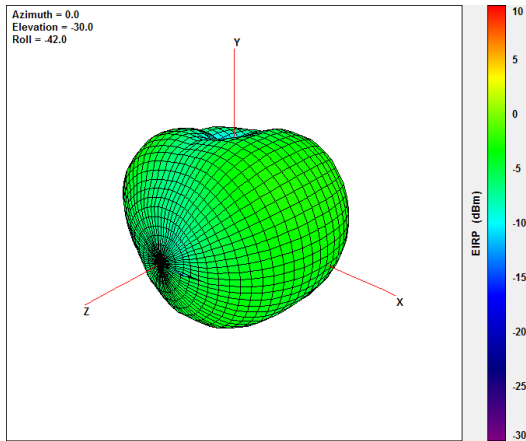 Azimuth = 0.0
Elevation = -30.0
Roll = -42.0
Y
X
Z
10
5
0
-5
-10
-15
-20
-25
-30
EIRP (dBm)